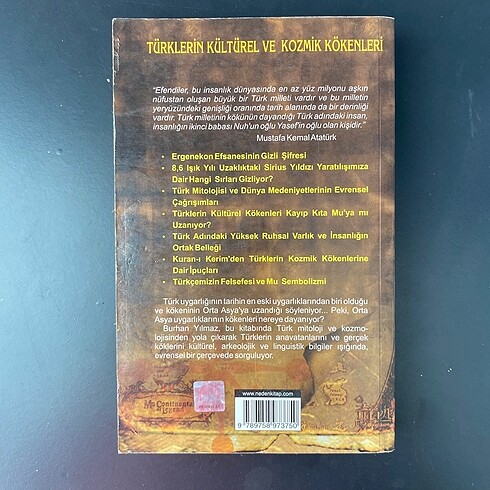 TÜRKLERİN KÜLTÜREL VE KOZMİK KÖKENLERİ
"Efendiler, bu insanlık dünyasında en az yüz milyonu aşkın
nüfustan oluşan büyük bir Türk milleti vardır ve bu milletin
yeryüzündeki genişliği oranında tarih alanında da bir derinliği
vardır. Türk milletinin kökünün dayandığı Türk adındaki insan,
insanlığın ikinci babası Nuh'un oğlu Yasef'in oğlu olan kişidir."
Mustafa Kemal Atatürk
• Ergenekon Efsanesinin Gizli Şifresi
• 8,6 Işık Yılı Uzaklıktaki Sirius Yıldızı Yaratılışımıza
Dair Hangi Sırları Gizliyor?
• Türk Mitolojisi ve Dünya Medeniyetlerinin Evrensel
Çağrışımları
• Türklerin Kültürel Kökenleri Kayıp Kıta Mu'ya mı
Uzanıyor?
• Türk Adındaki Yüksek Ruhsal Varlık ve İnsanlığın
Ortak Belleği
• Kuran-ı Kerim'den Türklerin Kozmik Kökenlerine
Dair İpuçları
• Türkçemizin Felsefesi ve Mu Sembolizmi
Türk uygarlığının tarihin en eski uygarlıklarından biri olduğu
ve kökeninin Orta Asya'ya uzandığı söyleniyor... Peki, Orta
Asya uygarlıklarının kökenleri nereye dayanıyor?
Burhan Yılmaz, bu kitabında Türk mitoloji ve kozmo-
lojisinden yola çıkarak Türklerin anavatanlarını ve gerçek
köklerini kültürel, arkeolojik ve linguistik bilgiler ışığında,
evrensel bir çerçevede sorguluyor.
www.nedenkitap.com
9 789758 973750